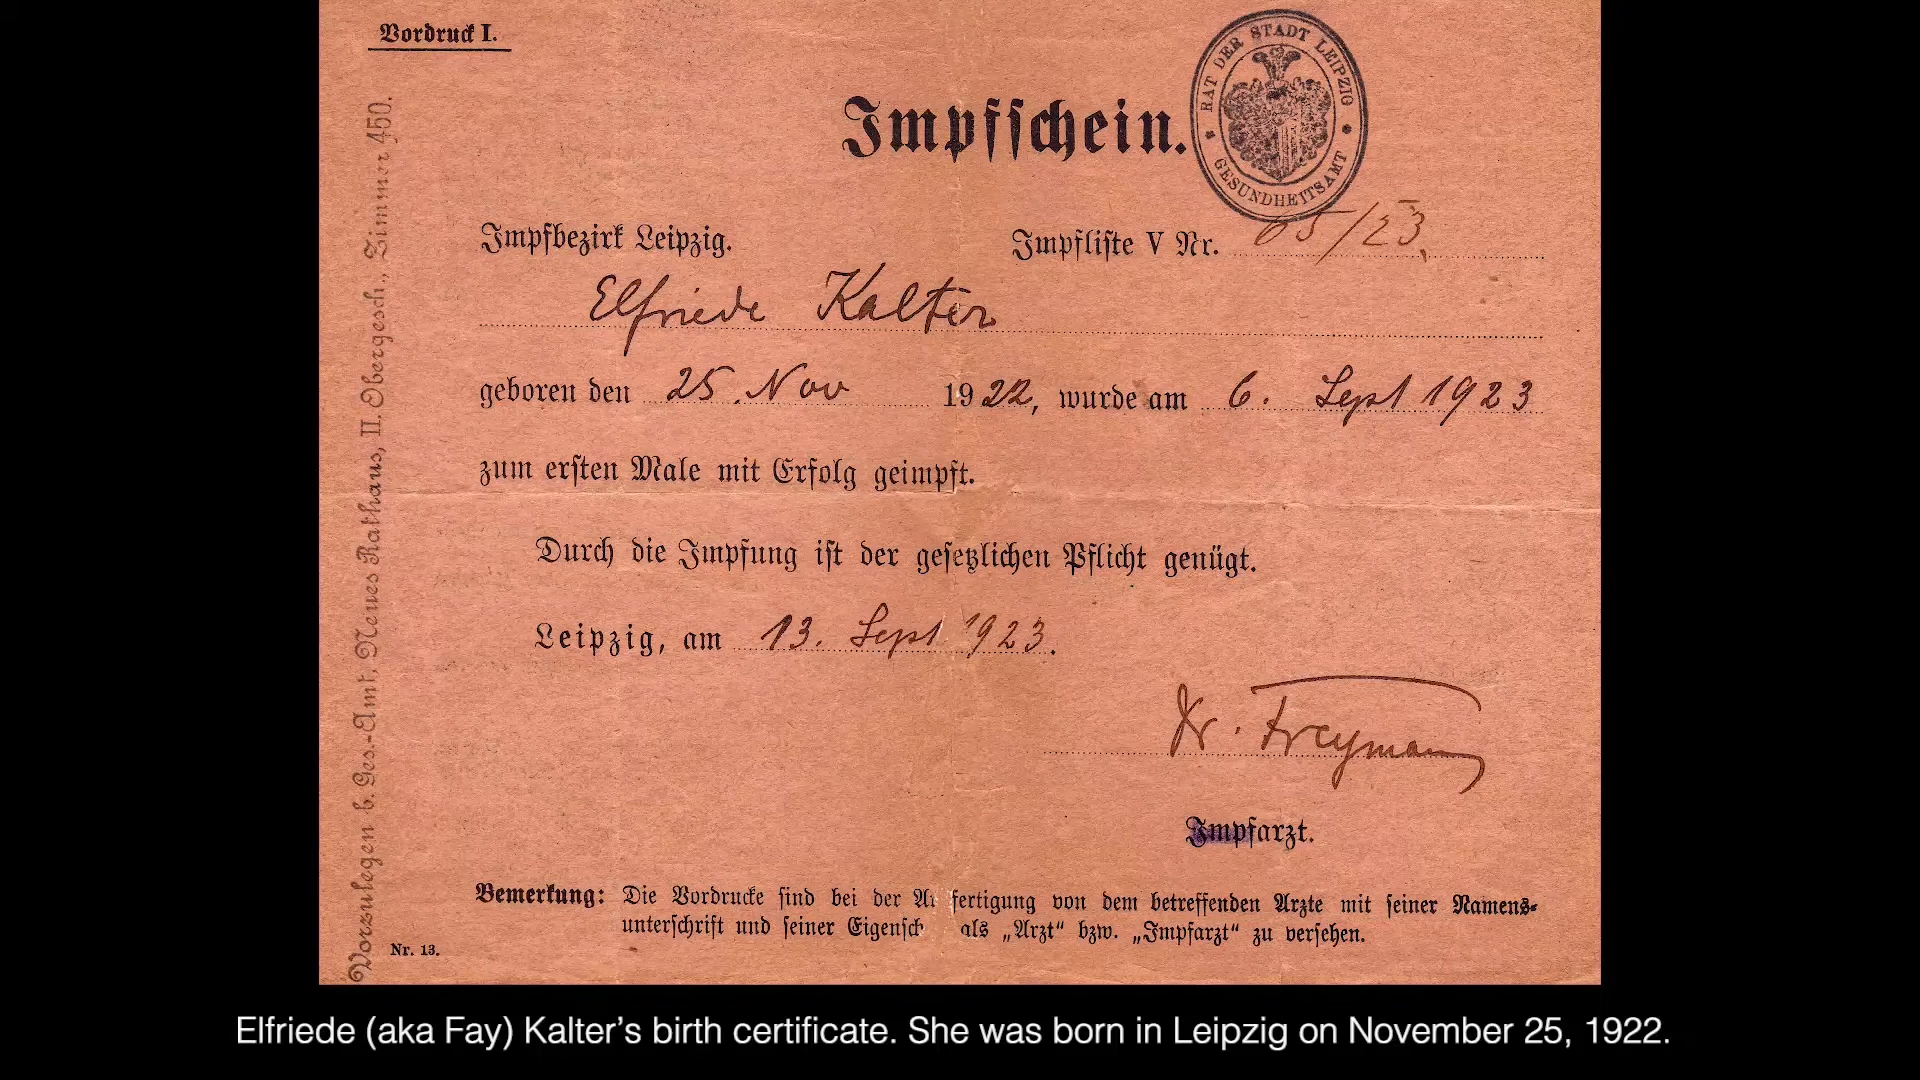 Vordruck I.
RAT DER STADT LEIPZIG
GESUNDHEITSAMT
Impfschein.
Impfbezirk Leipzig. Impfliste V Nr. 65/23.
Elfriede Kalter
geboren den 25. Nov 1922, wurde am 6. Sept 1923
zum ersten Male mit Erfolg geimpft.
Durch die Impfung ist der gesetzlichen Pflicht genügt.
Leipzig, am 13. Sept 1923.
Dr. Freymann
Impfarzt.
Bemerkung: Die Vordrucke sind bei der fertigung von dem betreffenden Arzte mit seiner Namens-
unterschrift und seiner Eigensch als „Arzt“ bzw. „Impfarzt“ zu versehen.
Nr. 13.
Vorzulegen b. Ges.-Amt, Neues Rathaus, II. Obergesch., Zimmer 450.
Elfriede (aka Fay) Kalter’s birth certificate. She was born in Leipzig on November 25, 1922.